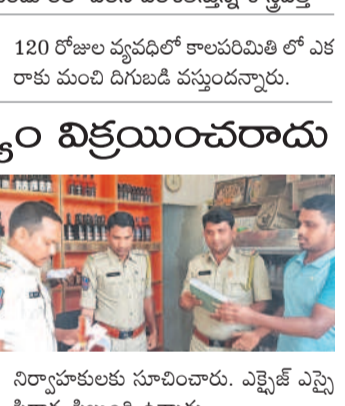 120 రోజుల వ్యవధిలో కాలపరిమితి లో ఎక
రాకు మంచి దిగుబడి వస్తుందన్నారు.
విక్రయించరాదు
నిర్వాహకులకు సూచించారు. ఎక్సైజ్ ఎస్సై